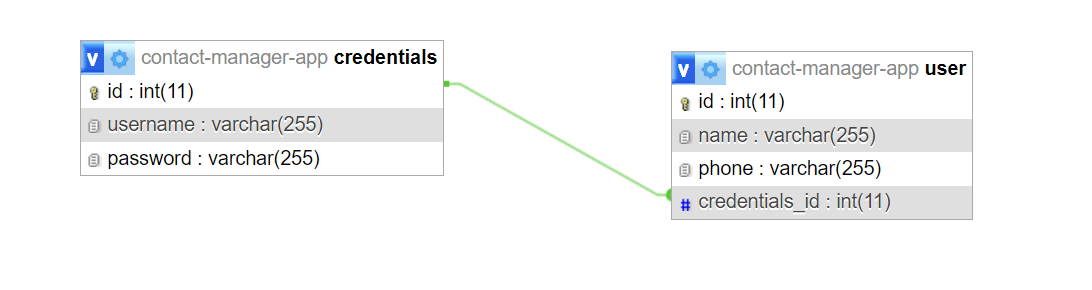 v contact-manager-app credentials
id : int(11)
username : varchar(255)
password : varchar(255)
v contact-manager-app user
id : int(11)
name : varchar(255)
phone : varchar(255)
# credentials_id : int(11)